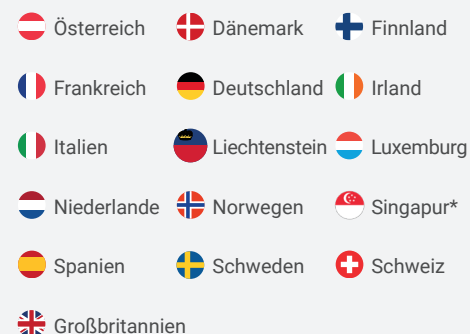 Österreich Dänemark Finnland
Frankreich Deutschland Irland
Italien Liechtenstein Luxemburg
Niederlande Norwegen Singapur*
Spanien Schweden Schweiz
Großbritannien